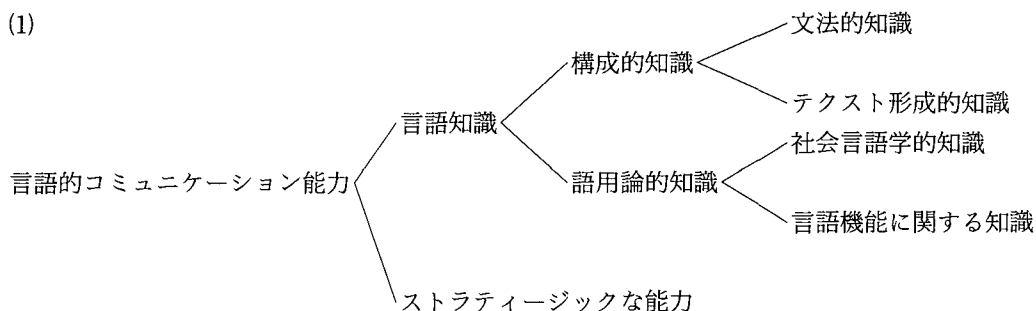 (1)
文法的知識
構成的知識
テクスト形成的知識
言語知識
社会言語学的知識
語用論的知識
言語的コミュニケーション能力
言語機能に関する知識
ストラティージックな能力